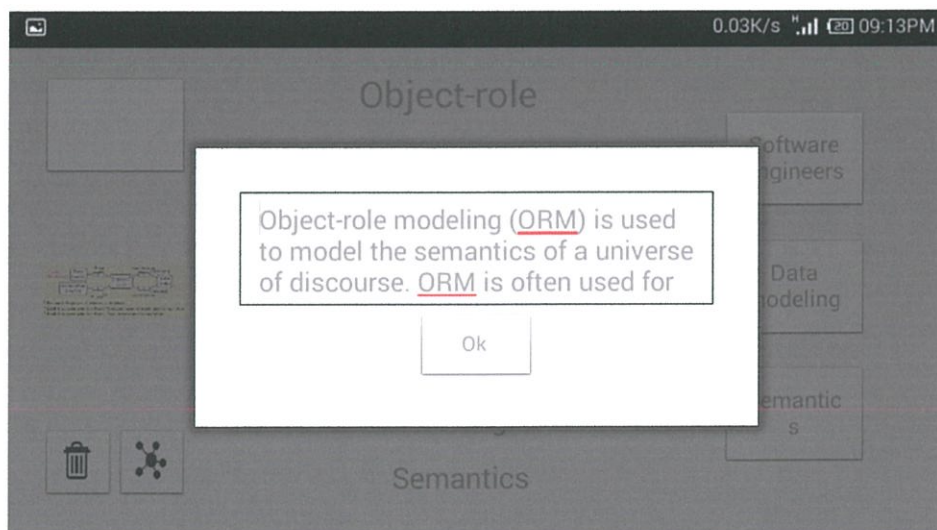 0.03K/s H 20 09:13PM
Object-role
Object-role modeling (ORM) is used
to model the semantics of a universe
of discourse. ORM is often used for
Ok
Software
ngineers
Data
modeling
emantic
s
Semantics